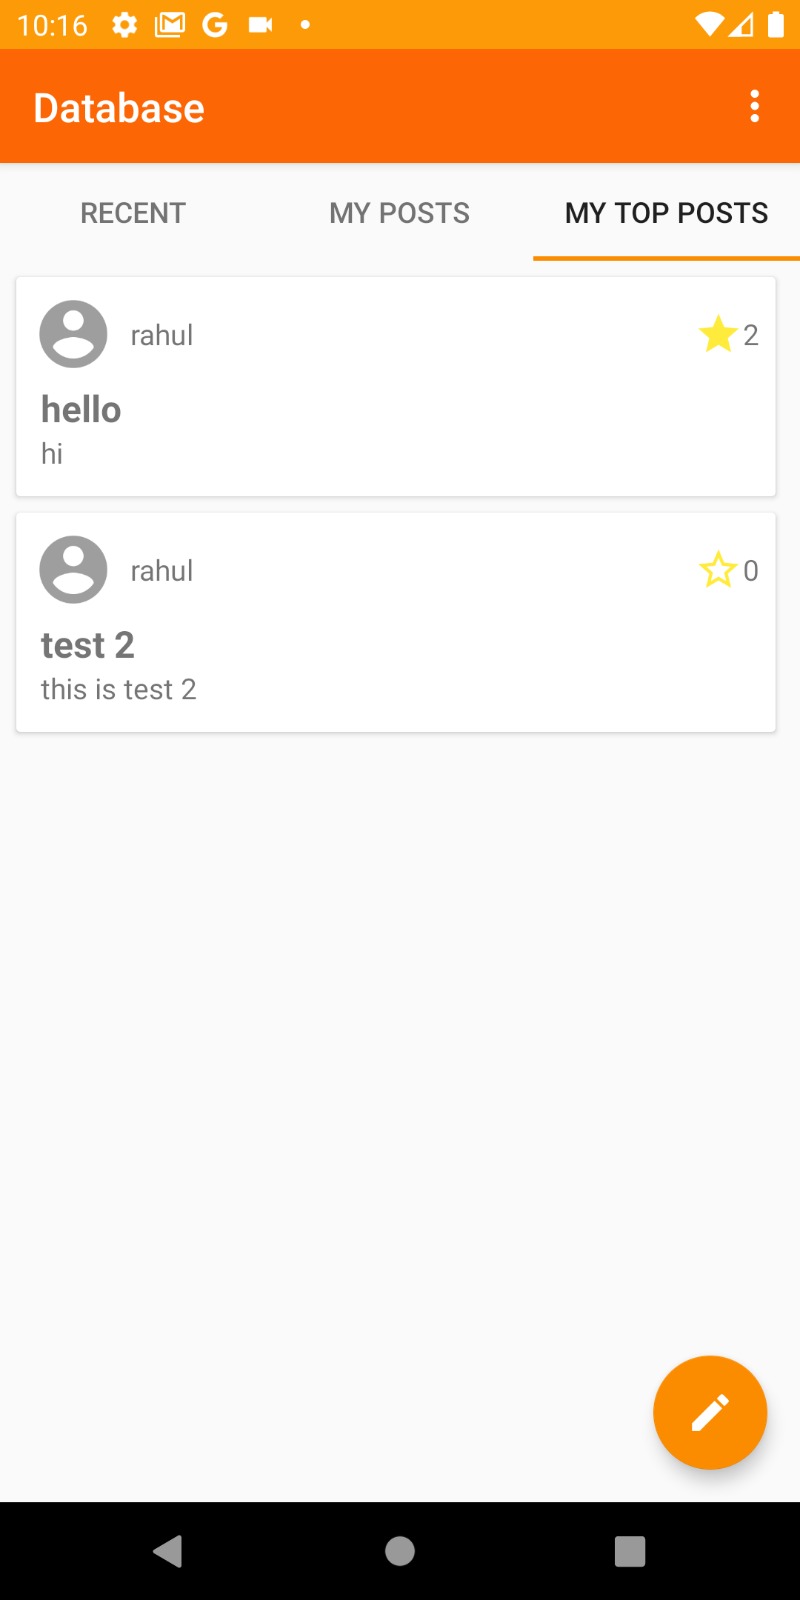 10:16
Database
RECENT MY POSTS MY TOP POSTS
rahul 2
hello
hi
rahul 0
test 2
this is test 2